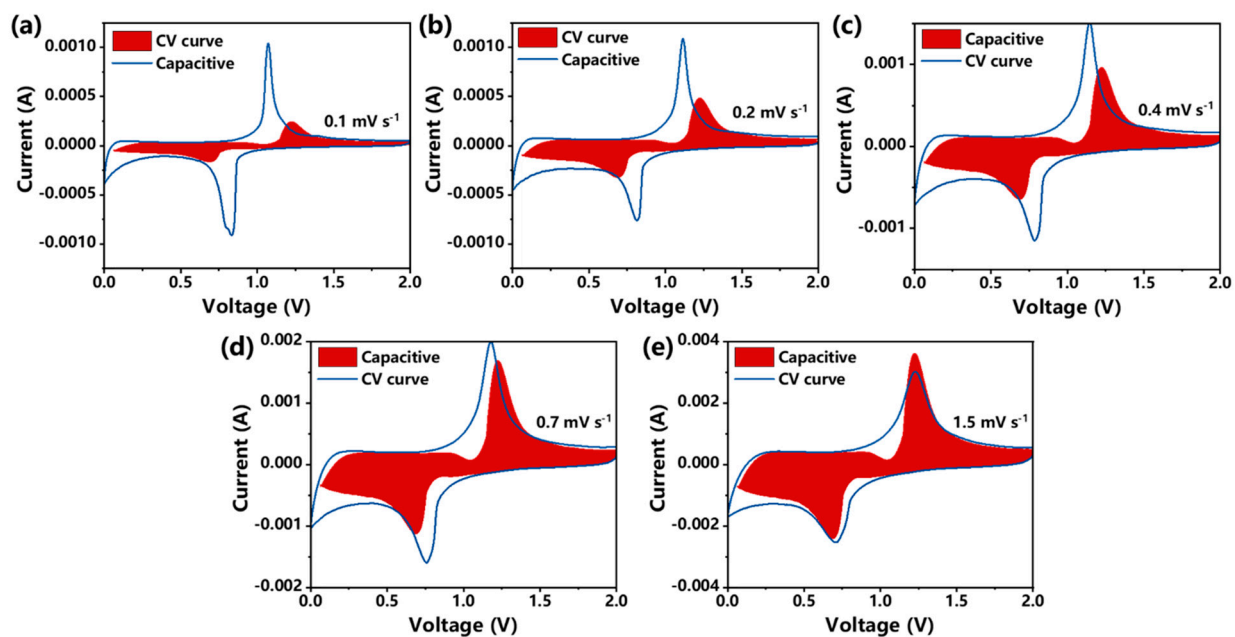 (a)
CV curve
Capacitive
0.1 mV s⁻¹
Current (A)
0.0010
0.0005
0.0000
-0.0005
-0.0010
0.0 0.5 1.0 1.5 2.0
Voltage (V)
(b)
CV curve
Capacitive
0.2 mV s⁻¹
Current (A)
0.0010
0.0005
0.0000
-0.0005
-0.0010
0.0 0.5 1.0 1.5 2.0
Voltage (V)
(c)
Capacitive
CV curve
0.4 mV s⁻¹
Current (A)
0.001
0.000
-0.001
0.0 0.5 1.0 1.5 2.0
Voltage (V)
(d)
Capacitive
CV curve
0.7 mV s⁻¹
Current (A)
0.002
0.001
0.000
-0.001
-0.002
0.0 0.5 1.0 1.5 2.0
Voltage (V)
(e)
Capacitive
CV curve
1.5 mV s⁻¹
Current (A)
0.004
0.002
0.000
-0.002
-0.004
0.0 0.5 1.0 1.5 2.0
Voltage (V)